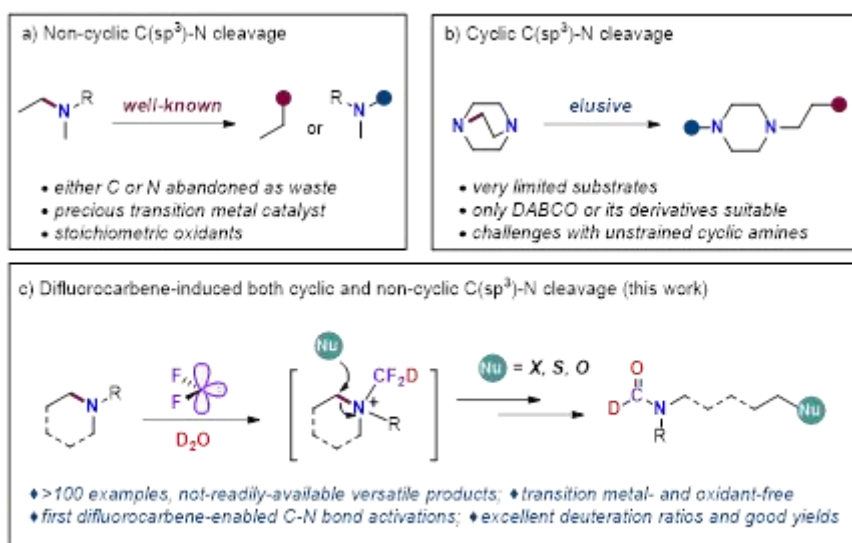 a) Non-cyclic C(sp³)-N cleavage
R
N
well-known
R
N
or
• either C or N abandoned as waste
• precious transition metal catalyst
• stoichiometric oxidants
b) Cyclic C(sp³)-N cleavage
N
N
elusive
N
N
• very limited substrates
• only DABCO or its derivatives suitable
• challenges with unstrained cyclic amines
c) Difluorocarbene-induced both cyclic and non-cyclic C(sp³)-N cleavage (this work)
N
R
F
F
D₂O
Nu
CF₂D
N
+
R
Nu = X, S, O
O
D
C
N
R
Nu
♦ >100 examples, not-readily-available versatile products; ♦ transition metal- and oxidant-free
♦ first difluorocarbene-enabled C-N bond activations; ♦ excellent deuteration ratios and good yields